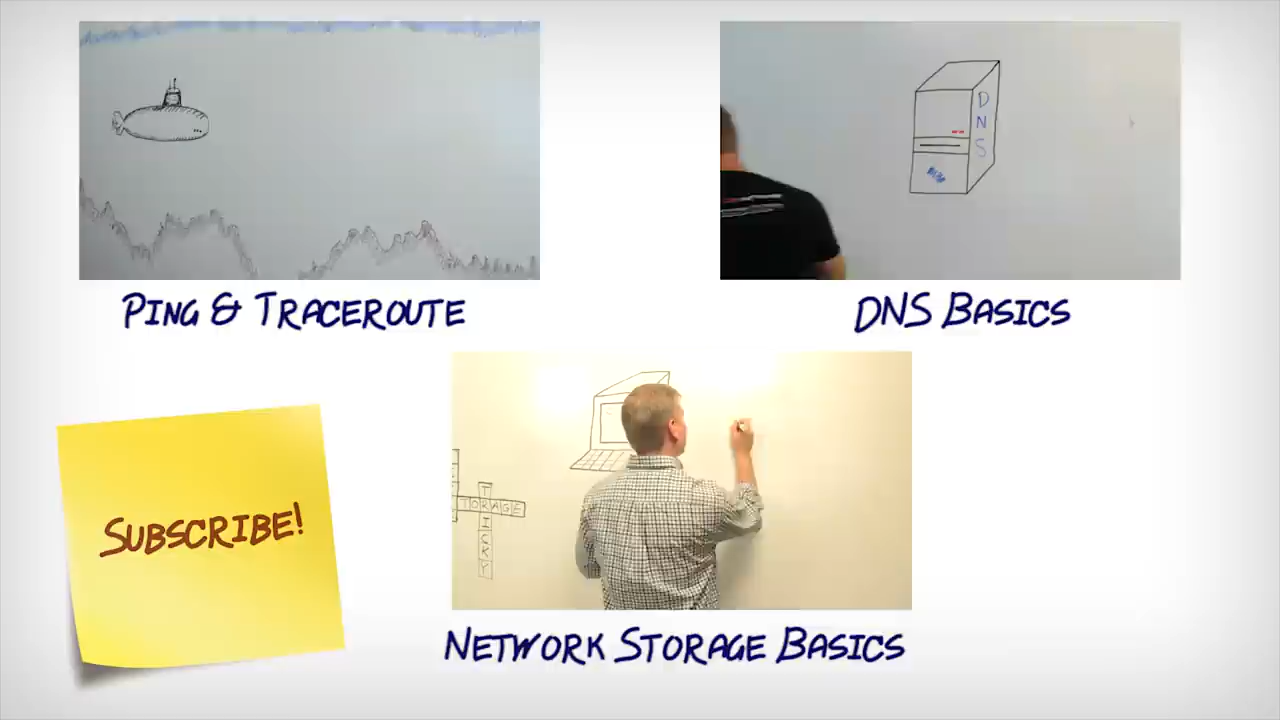 DNS
PING & TRACEROUTE
DNS BASICS
STORAGE
TRICKY
SUBSCRIBE!
NETWORK STORAGE BASICS